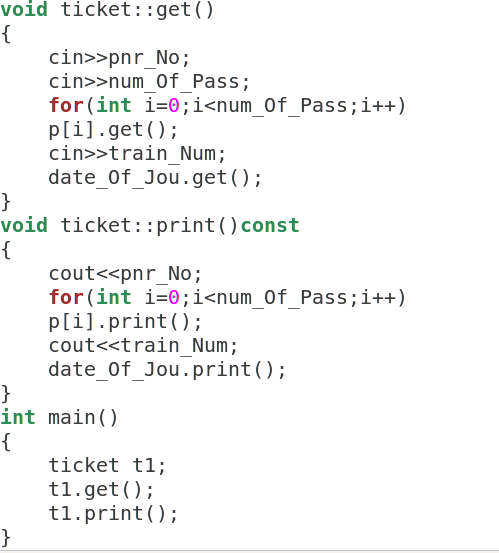 void ticket::get()
{
    cin>>pnr_No;
    cin>>num_Of_Pass;
    for(int i=0;i<num_Of_Pass;i++)
    p[i].get();
    cin>>train_Num;
    date_Of_Jou.get();
}
void ticket::print()const
{
    cout<<pnr_No;
    for(int i=0;i<num_Of_Pass;i++)
    p[i].print();
    cout<<train_Num;
    date_Of_Jou.print();
}
int main()
{
    ticket t1;
    t1.get();
    t1.print();
}